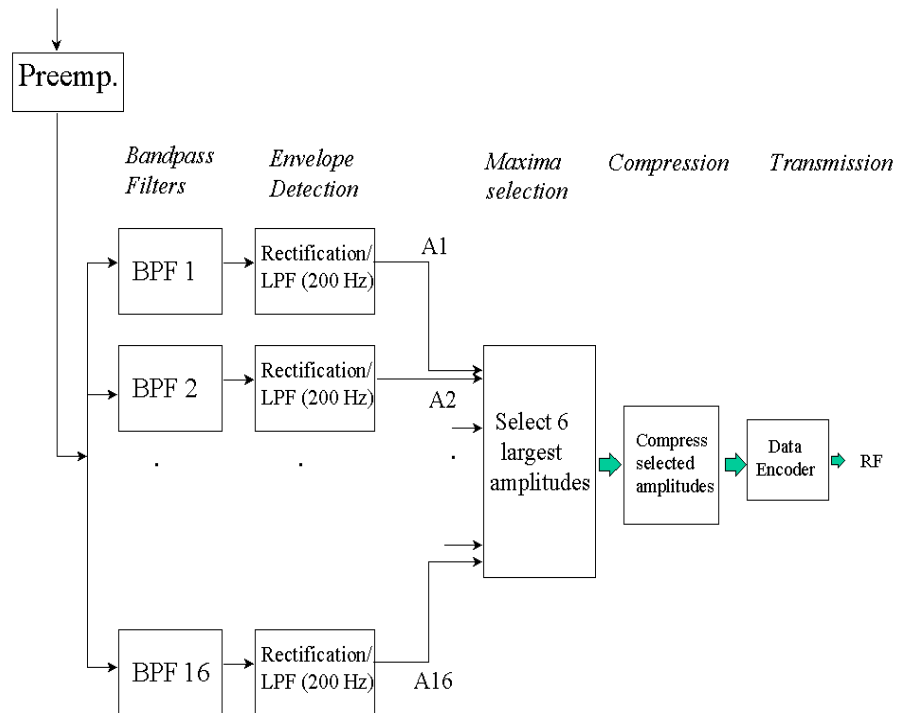 Preemp.
Bandpass
Filters
Envelope
Detection
Maxima
selection
Compression
Transmission
BPF 1
Rectification/
LPF (200 Hz)
A1
BPF 2
Rectification/
LPF (200 Hz)
A2
Select 6
largest
amplitudes
Compress
selected
amplitudes
Data
Encoder
RF
BPF 16
Rectification/
LPF (200 Hz)
A16